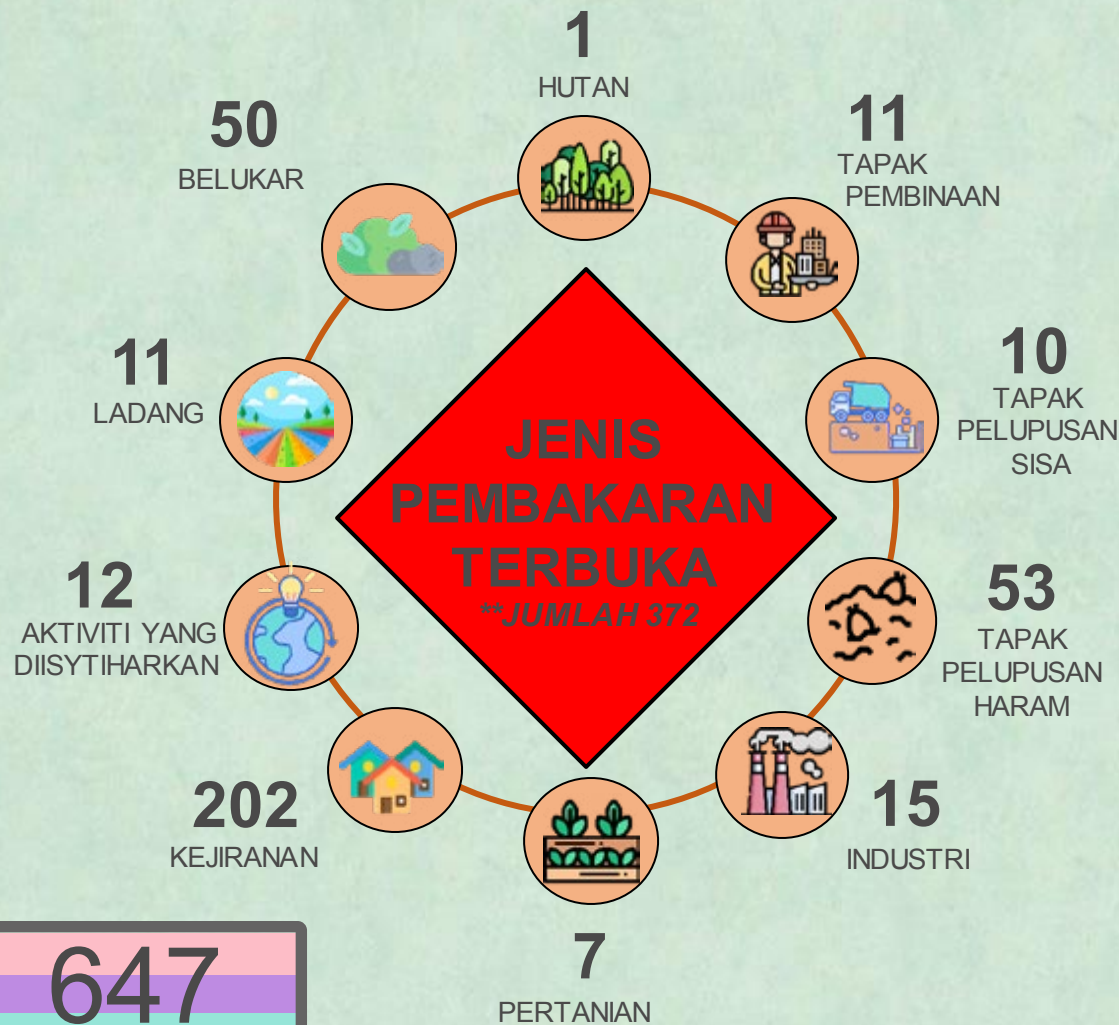 1
HUTAN
11
TAPAK
PEMBINAAN
10
TAPAK
PELUPUSAN
SISA
53
TAPAK
PELUPUSAN
HARAM
15
INDUSTRI
7
PERTANIAN
202
KEJIRANAN
12
AKTIVITI YANG
DIISYTIHARKAN
11
LADANG
50
BELUKAR
JENIS
PEMBAKARAN
TERBUKA
**JUMLAH 372
647